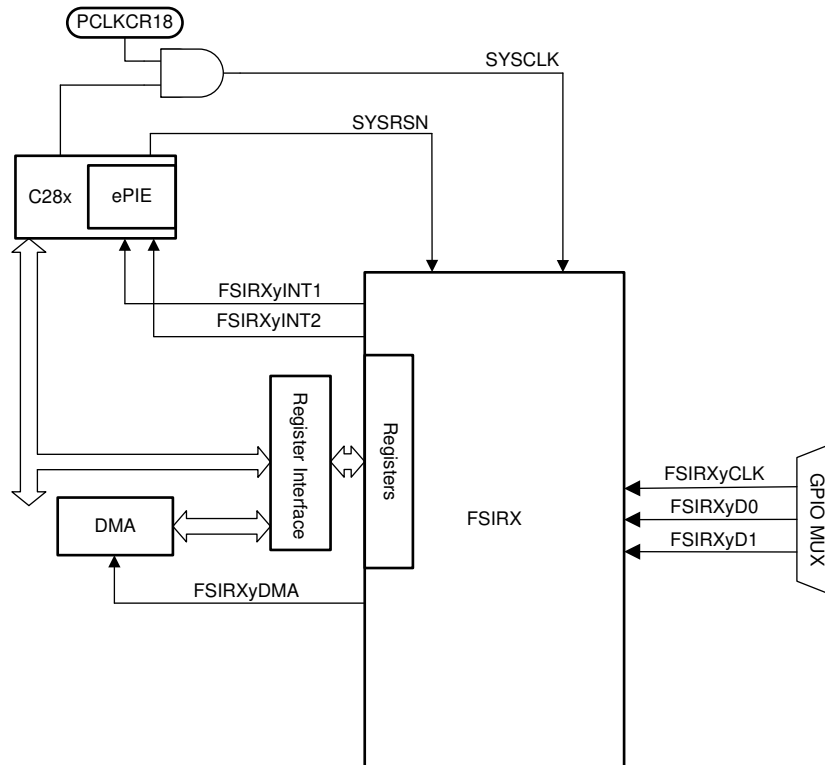 PCLKCR18
SYSCLK
SYSRSN
C28x
ePIE
FSIRXyINT1
FSIRXyINT2
Register Interface
Registers
FSIRXyCLK
FSIRXyD0
FSIRXyD1
GPIO MUX
FSIRX
DMA
FSIRXyDMA